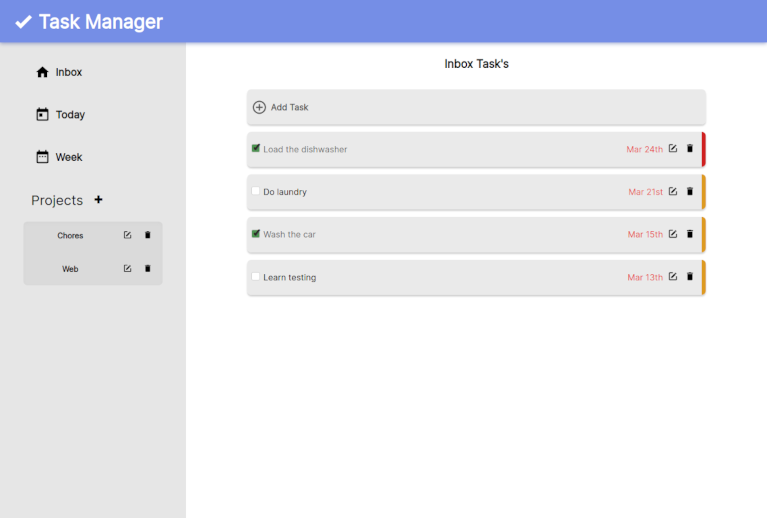 Task Manager
Inbox
Today
Week
Projects
Chores
Web
Inbox Task's
Add Task
Load the dishwasher Mar 24th
Do laundry Mar 21st
Wash the car Mar 15th
Learn testing Mar 13th